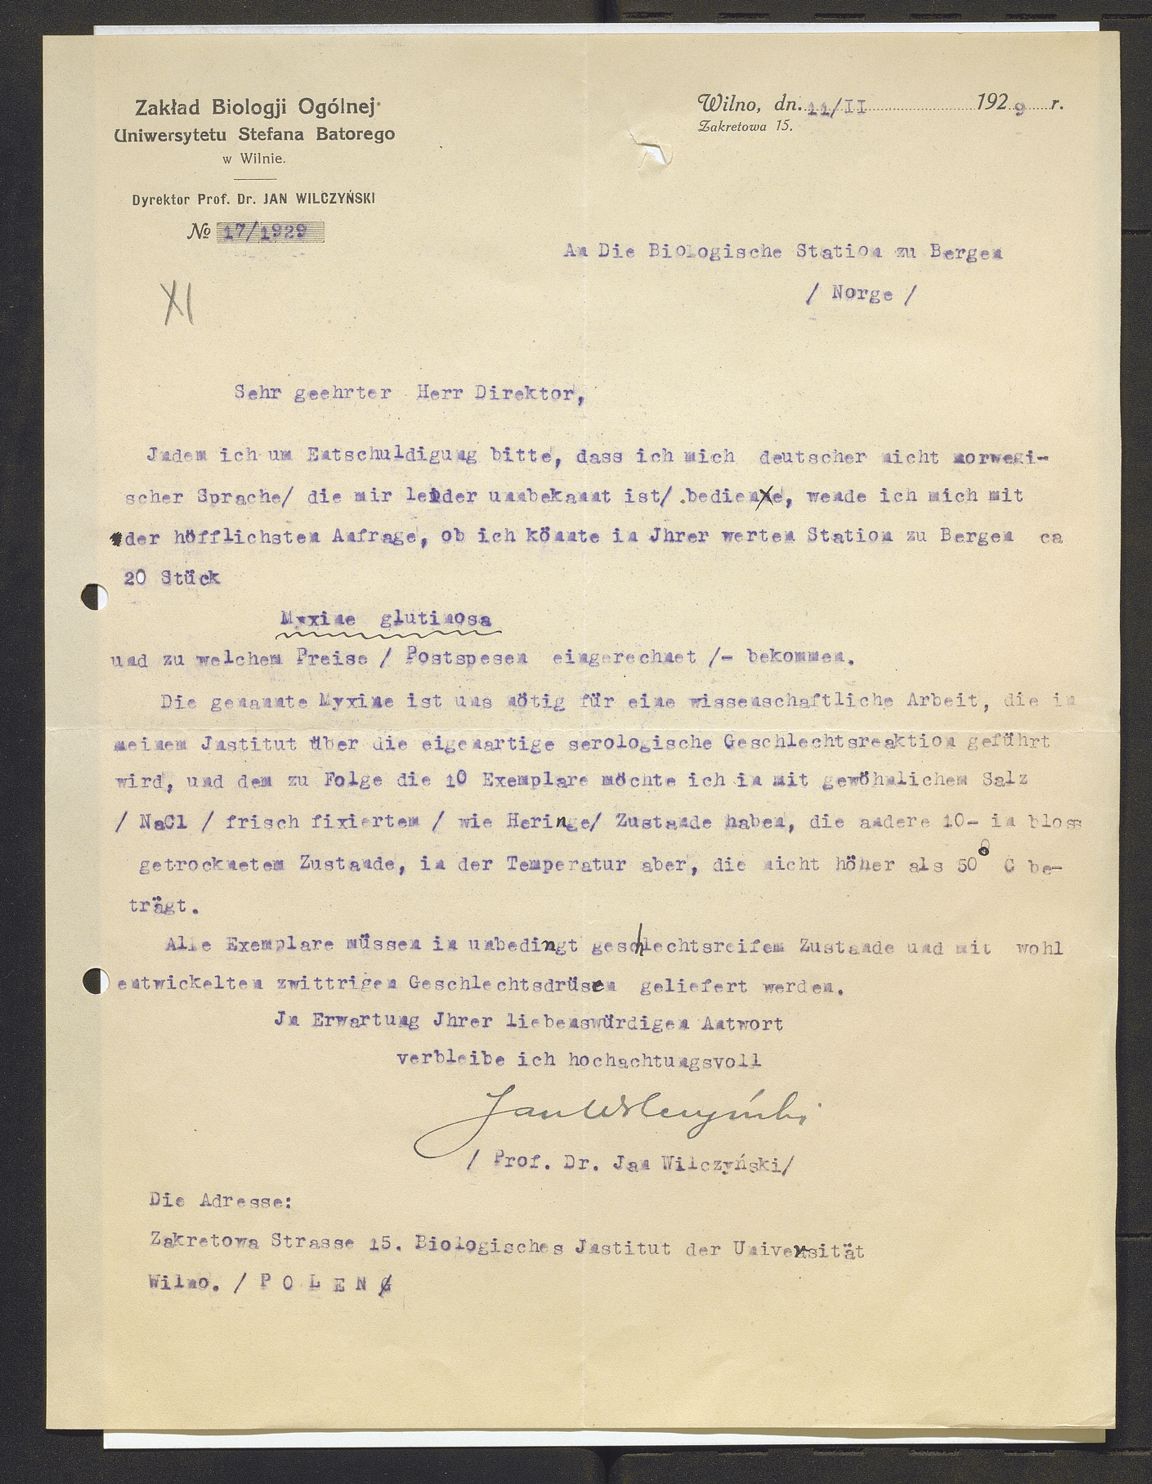 Zakład Biologji Ogólnej
Uniwersytetu Stefana Batorego
w Wilnie.
Dyrektor Prof. Dr. JAN WILCZYŃSKI
№ 17/1929
Wilno, dn. 11/II 1929 r.
Zakretowa 15.
XI
An Die Biologische Station zu Bergen
/ Norge /
Sehr geehrter Herr Direktor,
Jndem ich um Entschuldigung bitte, dass ich mich deutscher nicht norwegi-
scher Sprache/ die mir leider unnbekannt ist/ .bediene, wende ich mich mit
der höfflichsten Anfrage, ob ich könnte in Jhrer werten Station zu Bergen ca
20 Stück
Myxine glutinosa
und zu welchem Preise / Postspesen eingerechnet /- bekommen.
Die genannte Myxine ist uns nötig für eine wissenschaftliche Arbeit, die in
meinem Jnstitut über die eigenartige serologische Geschlechtsreaktion geführt
wird, und dem zu Folge die 10 Exemplare möchte ich in mit gewöhnlichem Salz
/ NaCl / frisch fixiertem / wie Heringe/ Zustande haben, die andere 10- in bloss
getrocknetem Zustande, in der Temperatur aber, die nicht höher als 50° C be-
trägt.
Alle Exemplare müssen in unbedingt geschlechtsreifem Zustande und mit wohl
entwickelten zwittrigen Geschlechtsdrüsen geliefert werden.
Jn Erwartung Jhrer liebenswürdigen Antwort
verbleibe ich hochachtungsvoll
Jan Wilczyński
/ Prof. Dr. Jan Wilczyński/
Die Adresse:
Zakretowa Strasse 15. Biologisches Jnstitut der Universität
Wilno. / P O L E N /